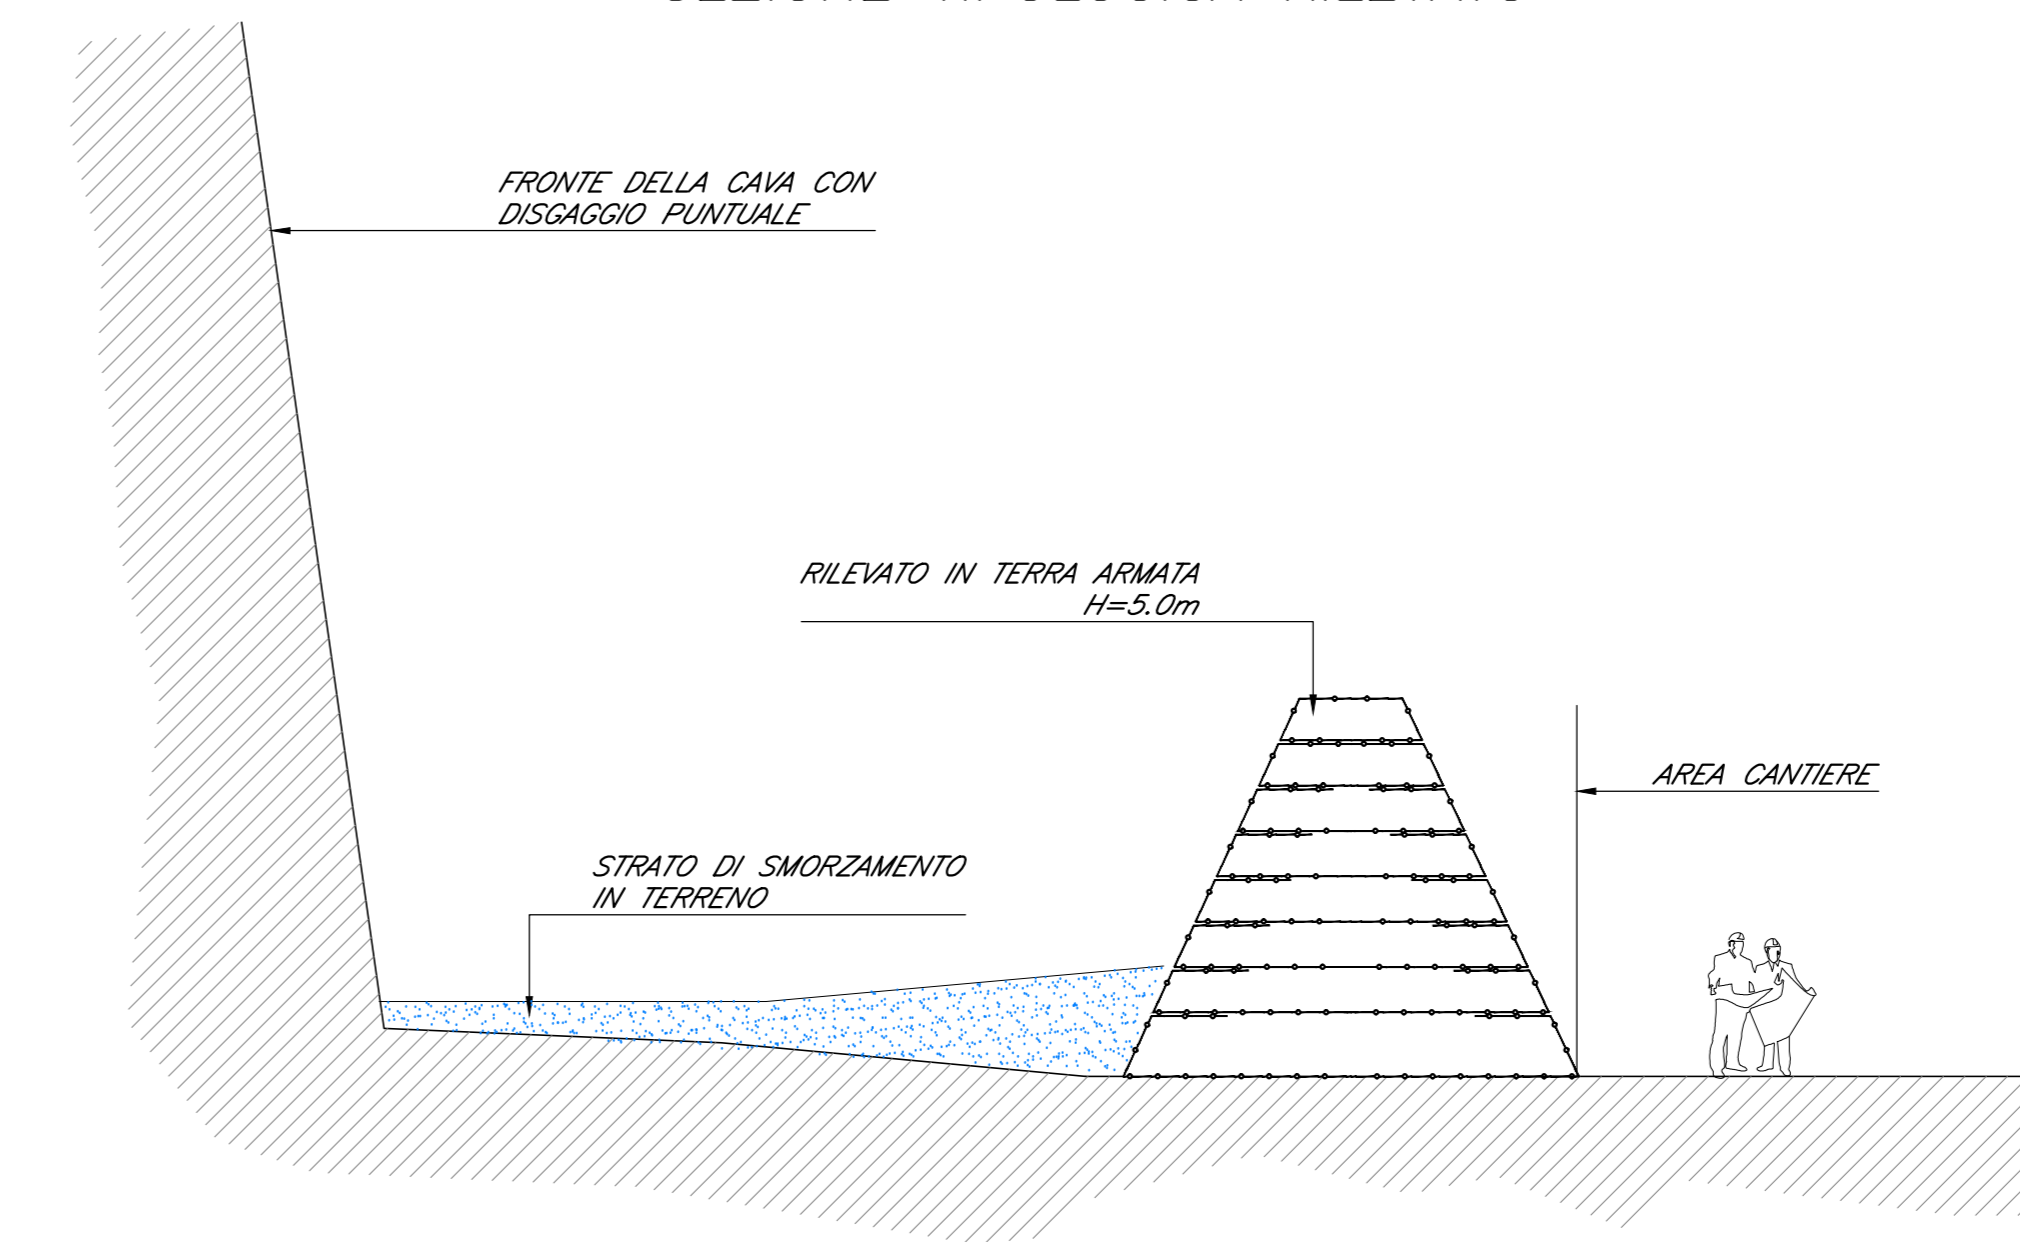 FRONTE DELLA CAVA CON
DISGAGGIO PUNTUALE
RILEVATO IN TERRA ARMATA
H=5.0m
AREA CANTIERE
STRATO DI SMORZAMENTO
IN TERRENO